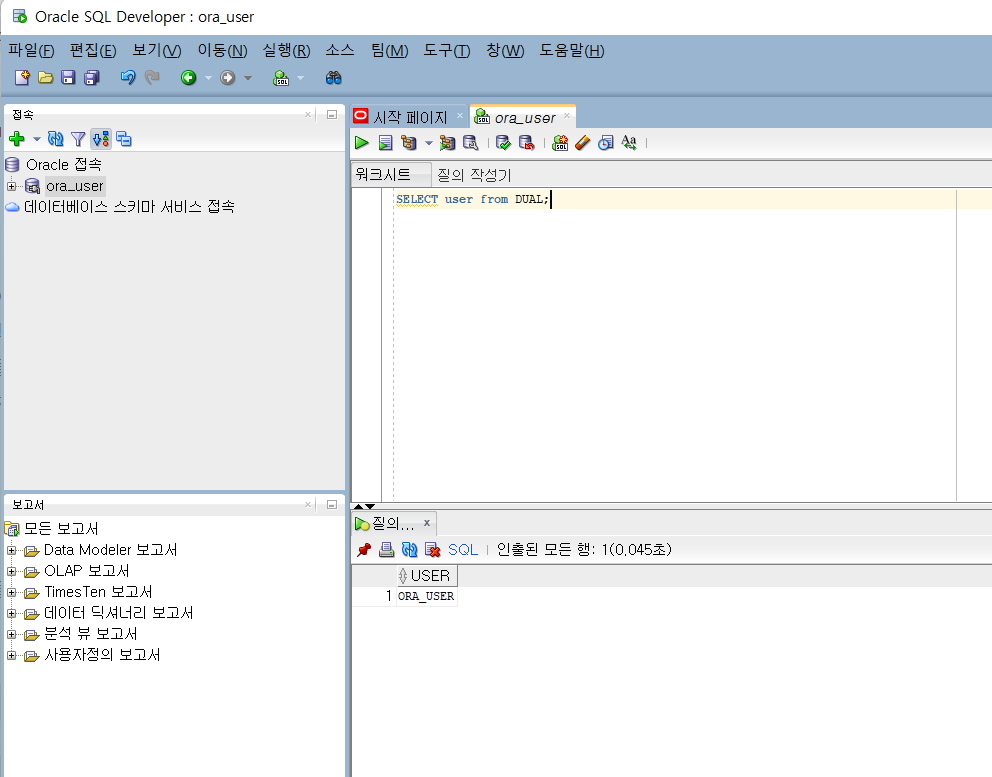 Oracle SQL Developer : ora_user
파일(F) 편집(E) 보기(V) 이동(N) 실행(R) 소스 팀(M) 도구(T) 창(W) 도움말(H)
접속
Oracle 접속
ora_user
데이터베이스 스키마 서비스 접속
보고서
모든 보고서
Data Modeler 보고서
OLAP 보고서
TimesTen 보고서
데이터 딕셔너리 보고서
분석 뷰 보고서
사용자정의 보고서
시작 페이지 ora_user
워크시트 질의 작성기
SELECT user from DUAL;
질의...
SQL 인출된 모든 행: 1(0,045초)
USER
1 ORA_USER